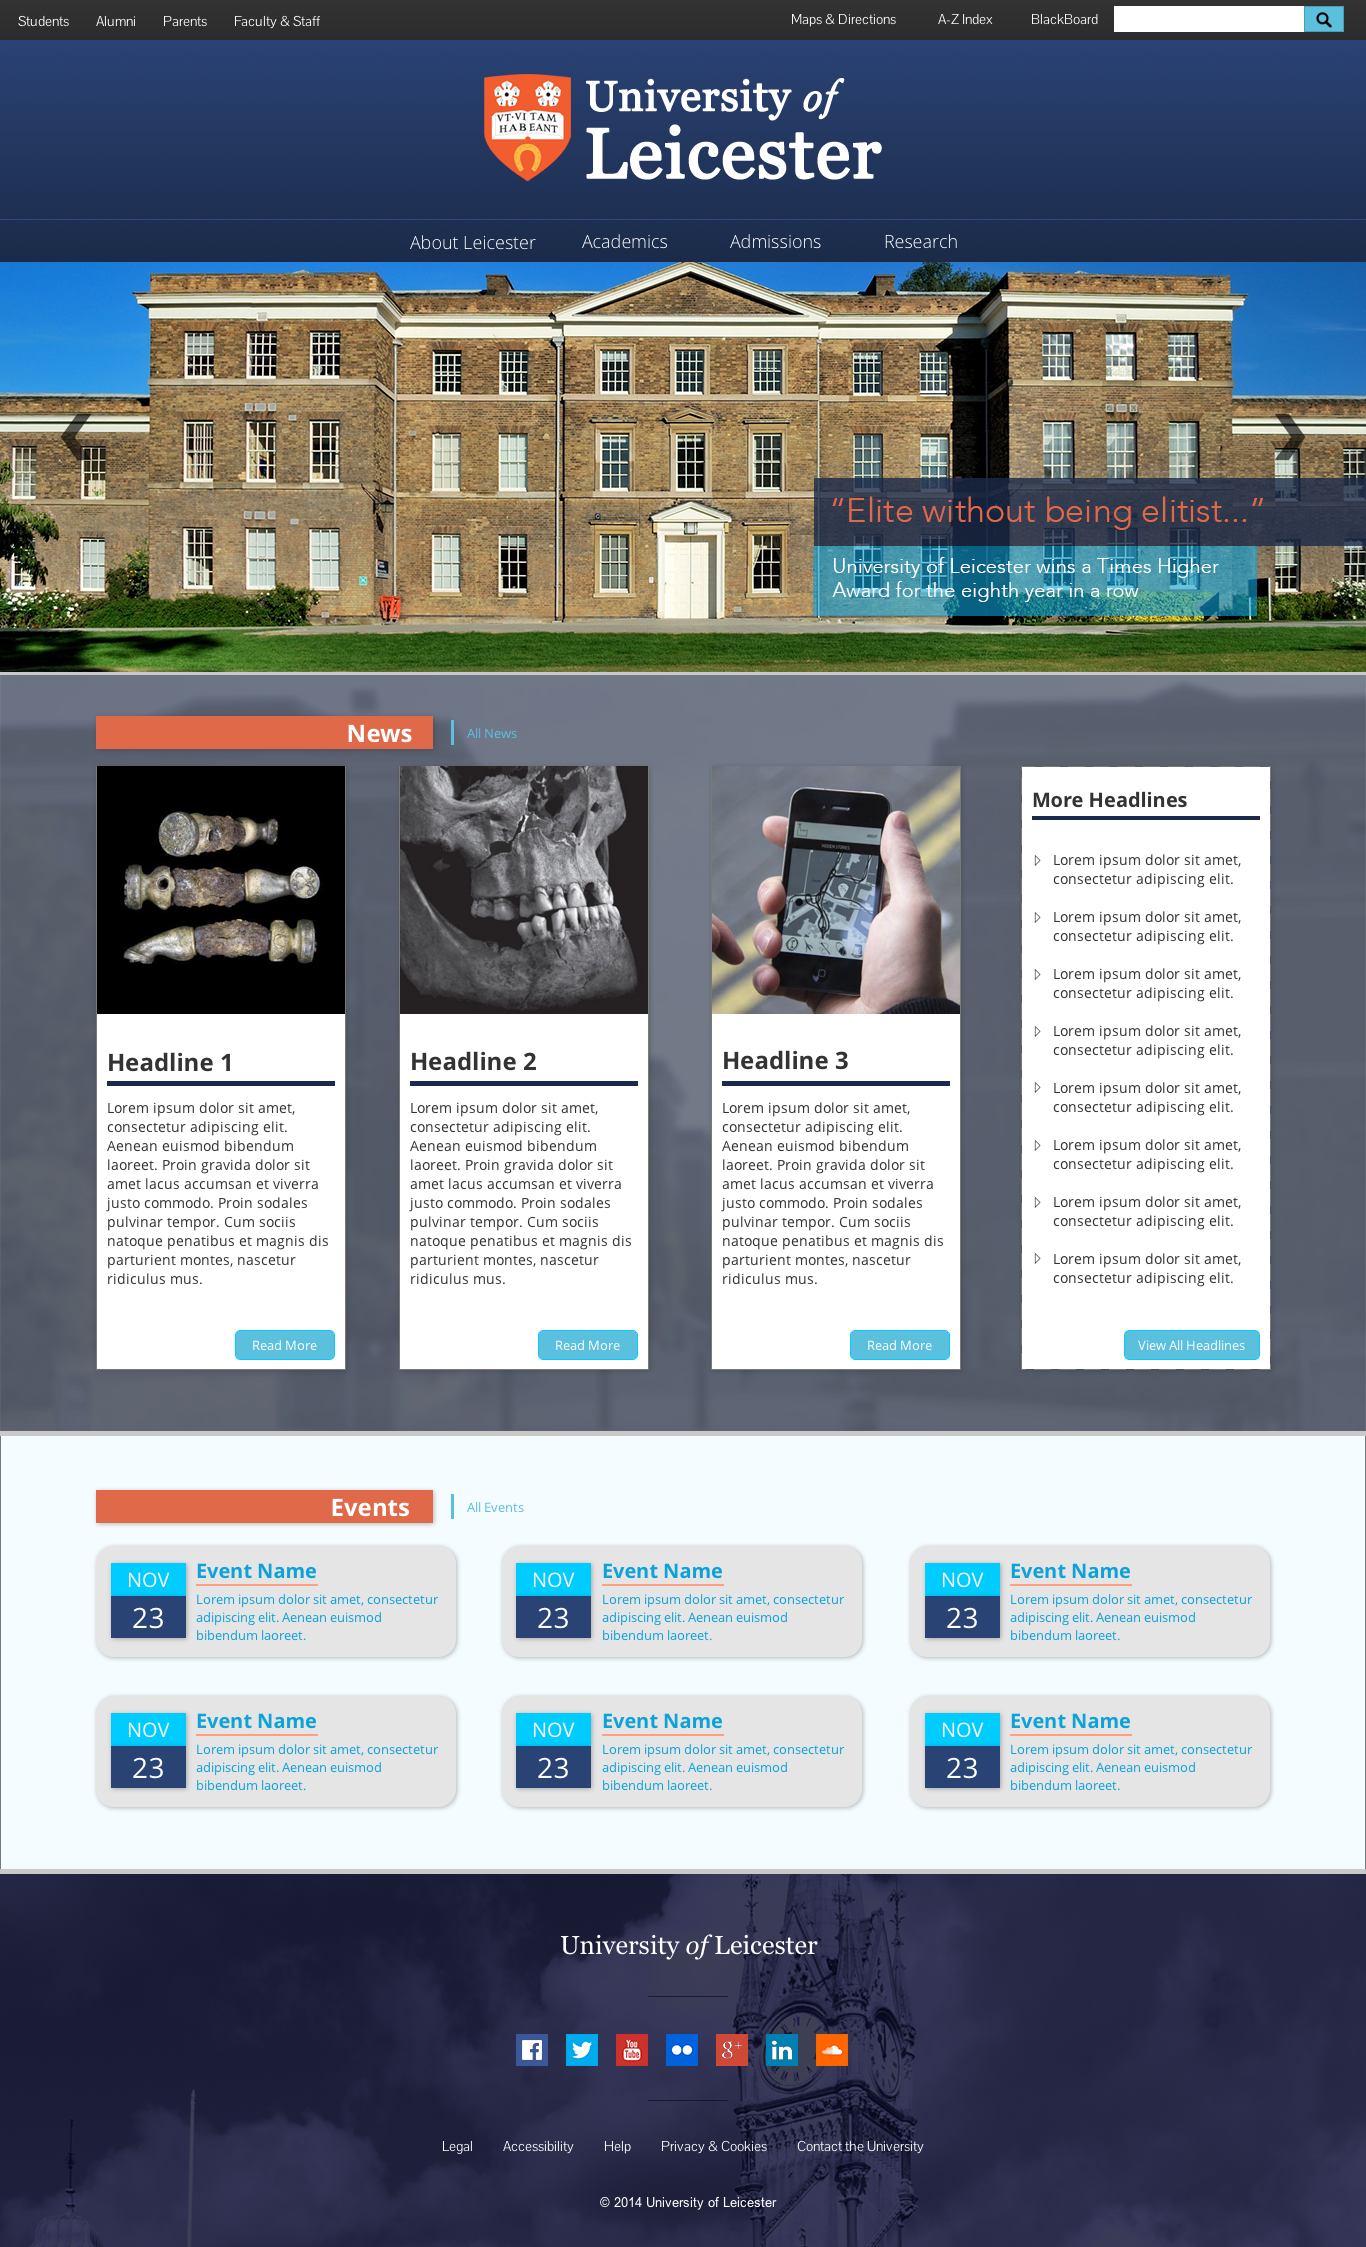 Students Alumni Parents Faculty & Staff Maps & Directions A-Z Index BlackBoard
VT·VI TAM
HABEANT
University of
Leicester
About Leicester Academics Admissions Research
“Elite without being elitist...”
University of Leicester wins a Times Higher
Award for the eighth year in a row
News All News
HIDDEN STORIES
Headline 1
Lorem ipsum dolor sit amet,
consectetur adipiscing elit.
Aenean euismod bibendum
laoreet. Proin gravida dolor sit
amet lacus accumsan et viverra
justo commodo. Proin sodales
pulvinar tempor. Cum sociis
natoque penatibus et magnis dis
parturient montes, nascetur
ridiculus mus.
Read More
Headline 2
Lorem ipsum dolor sit amet,
consectetur adipiscing elit.
Aenean euismod bibendum
laoreet. Proin gravida dolor sit
amet lacus accumsan et viverra
justo commodo. Proin sodales
pulvinar tempor. Cum sociis
natoque penatibus et magnis dis
parturient montes, nascetur
ridiculus mus.
Read More
Headline 3
Lorem ipsum dolor sit amet,
consectetur adipiscing elit.
Aenean euismod bibendum
laoreet. Proin gravida dolor sit
amet lacus accumsan et viverra
justo commodo. Proin sodales
pulvinar tempor. Cum sociis
natoque penatibus et magnis dis
parturient montes, nascetur
ridiculus mus.
Read More
More Headlines
Lorem ipsum dolor sit amet,
consectetur adipiscing elit.
Lorem ipsum dolor sit amet,
consectetur adipiscing elit.
Lorem ipsum dolor sit amet,
consectetur adipiscing elit.
Lorem ipsum dolor sit amet,
consectetur adipiscing elit.
Lorem ipsum dolor sit amet,
consectetur adipiscing elit.
Lorem ipsum dolor sit amet,
consectetur adipiscing elit.
Lorem ipsum dolor sit amet,
consectetur adipiscing elit.
Lorem ipsum dolor sit amet,
consectetur adipiscing elit.
View All Headlines
Events All Events
NOV
23
Event Name
Lorem ipsum dolor sit amet, consectetur
adipiscing elit. Aenean euismod
bibendum laoreet.
NOV
23
Event Name
Lorem ipsum dolor sit amet, consectetur
adipiscing elit. Aenean euismod
bibendum laoreet.
NOV
23
Event Name
Lorem ipsum dolor sit amet, consectetur
adipiscing elit. Aenean euismod
bibendum laoreet.
NOV
23
Event Name
Lorem ipsum dolor sit amet, consectetur
adipiscing elit. Aenean euismod
bibendum laoreet.
NOV
23
Event Name
Lorem ipsum dolor sit amet, consectetur
adipiscing elit. Aenean euismod
bibendum laoreet.
NOV
23
Event Name
Lorem ipsum dolor sit amet, consectetur
adipiscing elit. Aenean euismod
bibendum laoreet.
University of Leicester
You
Tube
g+
in
Legal Accessibility Help Privacy & Cookies Contact the University
© 2014 University of Leicester